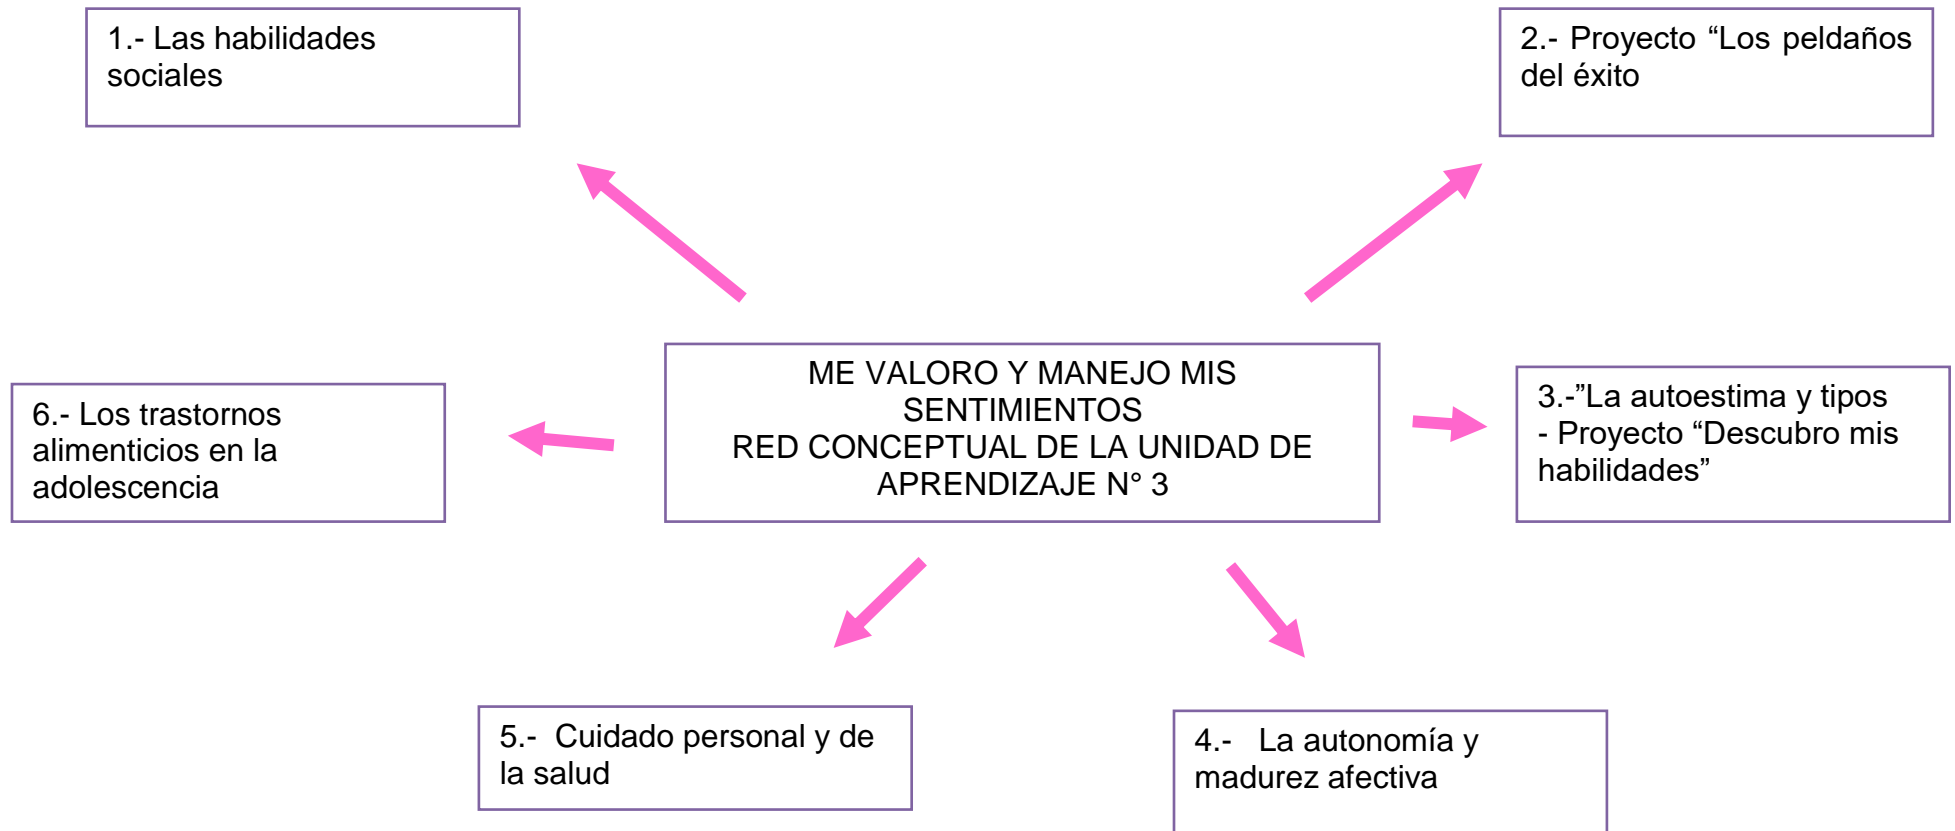 1.- Las habilidades
sociales
2.- Proyecto “Los peldaños
del éxito
ME VALORO Y MANEJO MIS
SENTIMIENTOS
RED CONCEPTUAL DE LA UNIDAD DE
APRENDIZAJE N° 3
3.-”La autoestima y tipos
- Proyecto “Descubro mis
habilidades”
6.- Los trastornos
alimenticios en la
adolescencia
5.-  Cuidado personal y de
la salud
4.-   La autonomía y
madurez afectiva